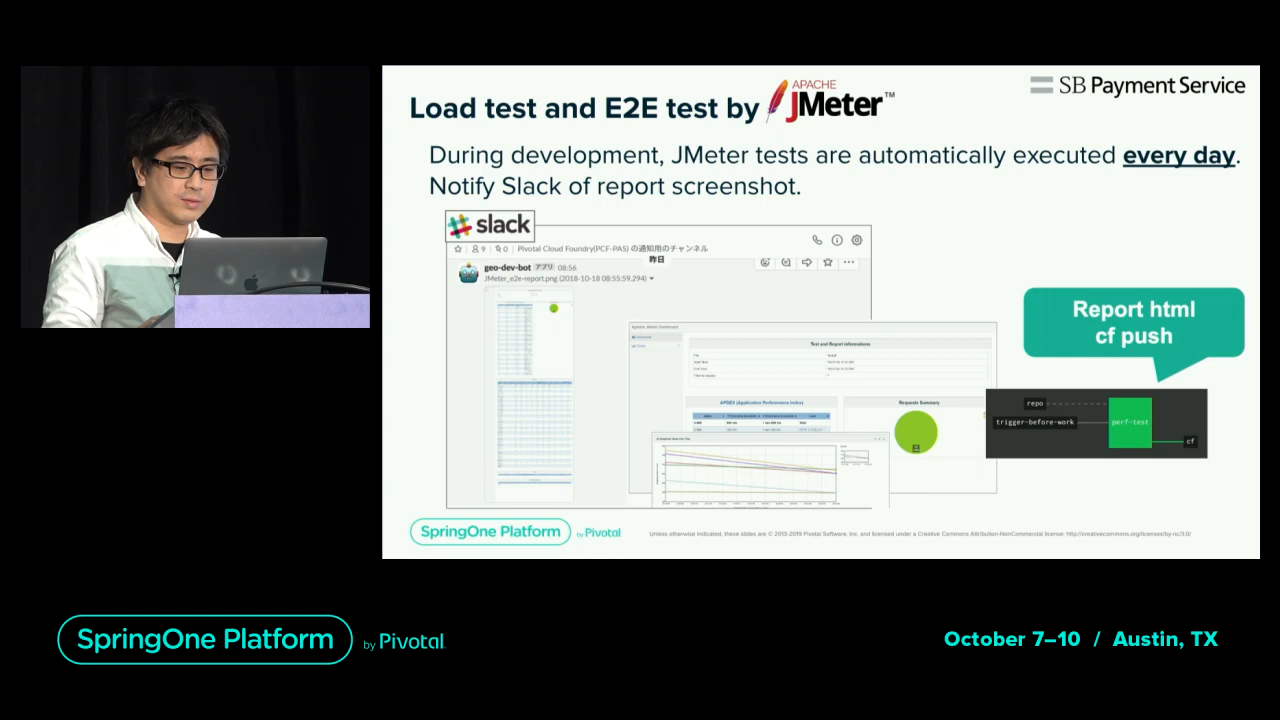 Load test and E2E test by
APACHE
JMeter™
SB Payment Service
During development, JMeter tests are automatically executed every day.
Notify Slack of report screenshot.
slack
9 | 0 | Pivotal Cloud Foundry(PCF-PAS) の通知用のチャンネル
昨日
geo-dev-bot アプリ 08:56
JMeter_e2e-report.png (2018-10-18 08:55:59.294)
Apache JMeter Dashboard
Test and Report informations
APDEX (Application Performance Index)
Requests Summary
Report html
cf push
repo
trigger-before-work
perf-test
cf
SpringOne Platform by Pivotal
Unless otherwise indicated, these slides are © 2013-2019 Pivotal Software, Inc. and licensed under a Creative Commons Attribution-NonCommercial license: http://creativecommons.org/licenses/by-nc/3.0/
SpringOne Platform by Pivotal.
October 7–10 / Austin, TX